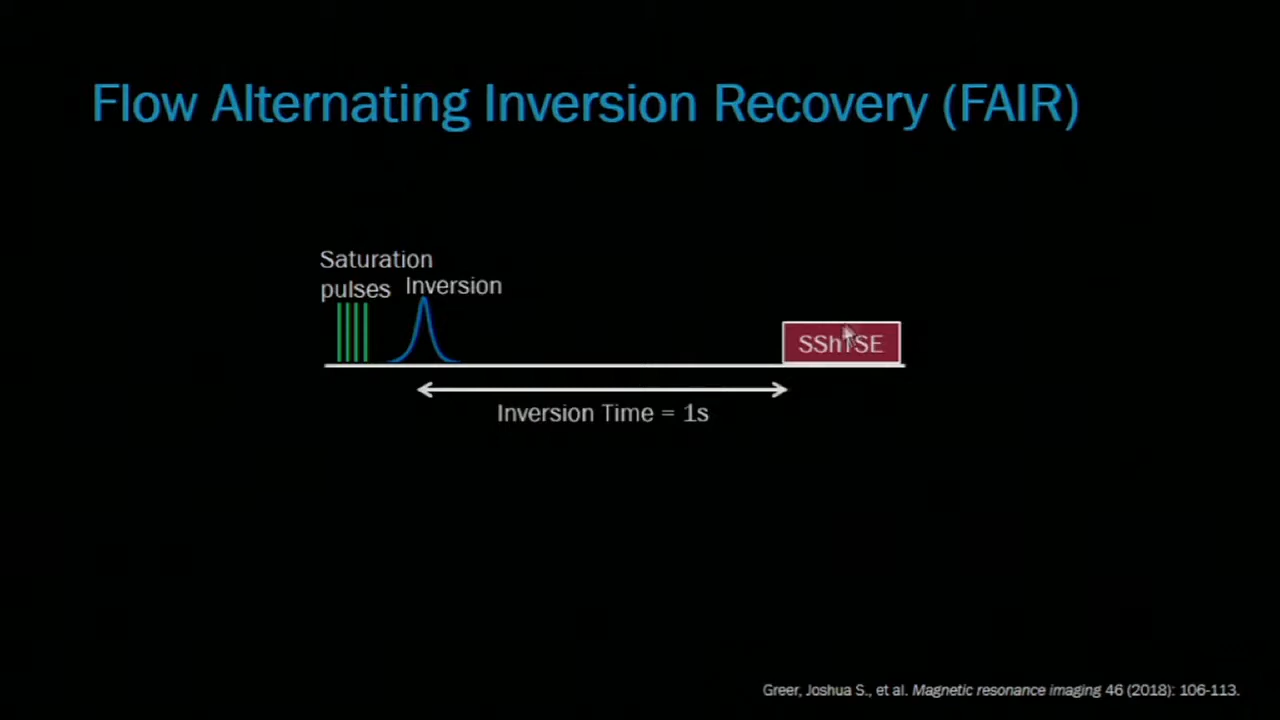 Flow Alternating Inversion Recovery (FAIR)
Saturation
pulses
Inversion
SShTSE
Inversion Time = 1s
Greer, Joshua S., et al. Magnetic resonance imaging 46 (2018): 106-113.